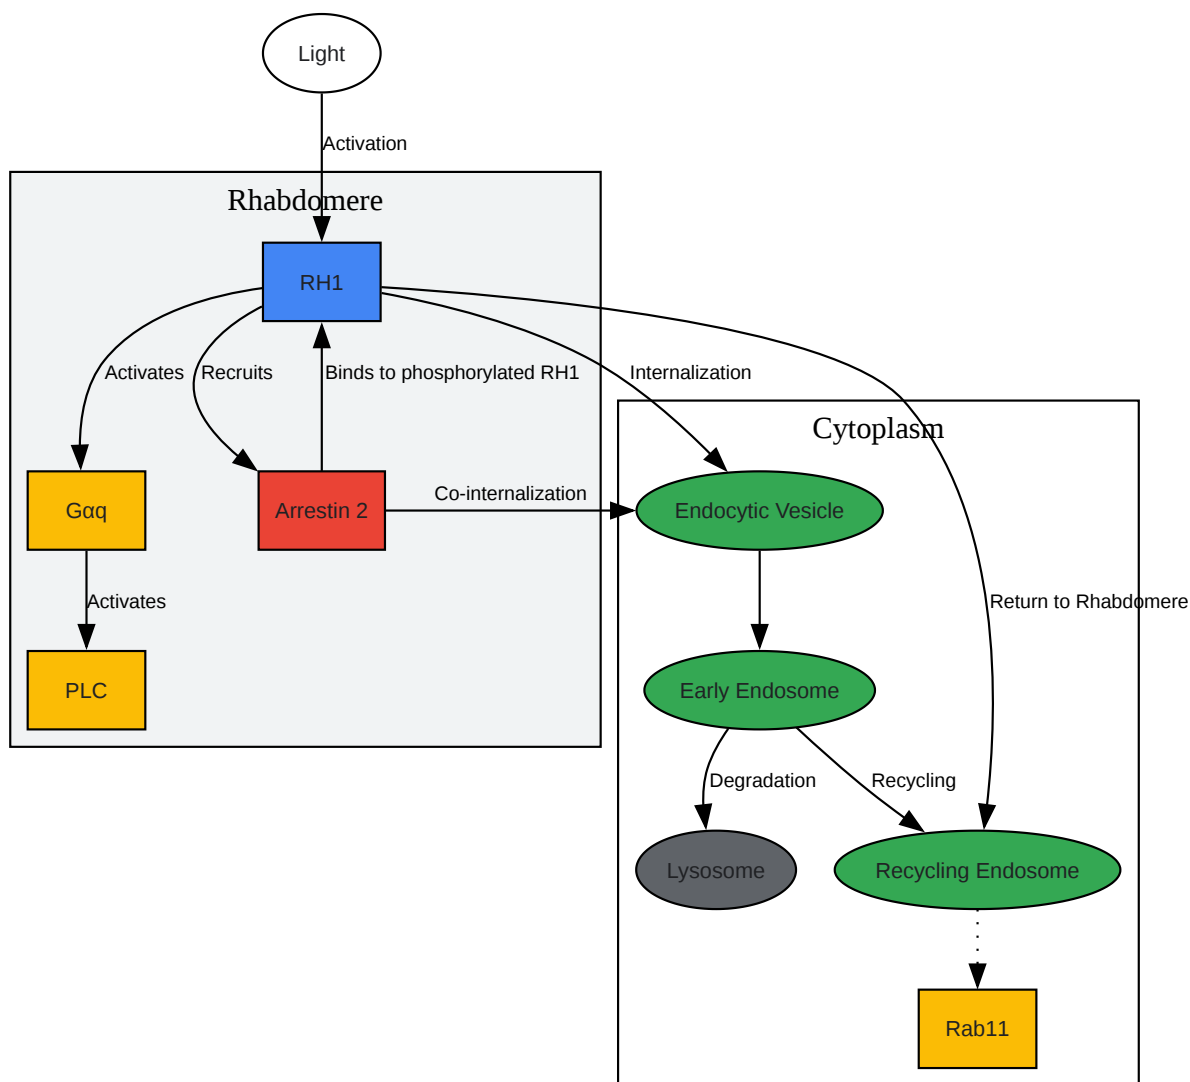 Light
Activation
Rhabdomere
RH1
Activates
Recruits
Binds to phosphorylated RH1
Internalization
Cytoplasm
Gαq
Arrestin 2
Co-internalization
Endocytic Vesicle
Activates
Return to Rhabdomere
PLC
Early Endosome
Degradation
Recycling
Lysosome
Recycling Endosome
Rab11